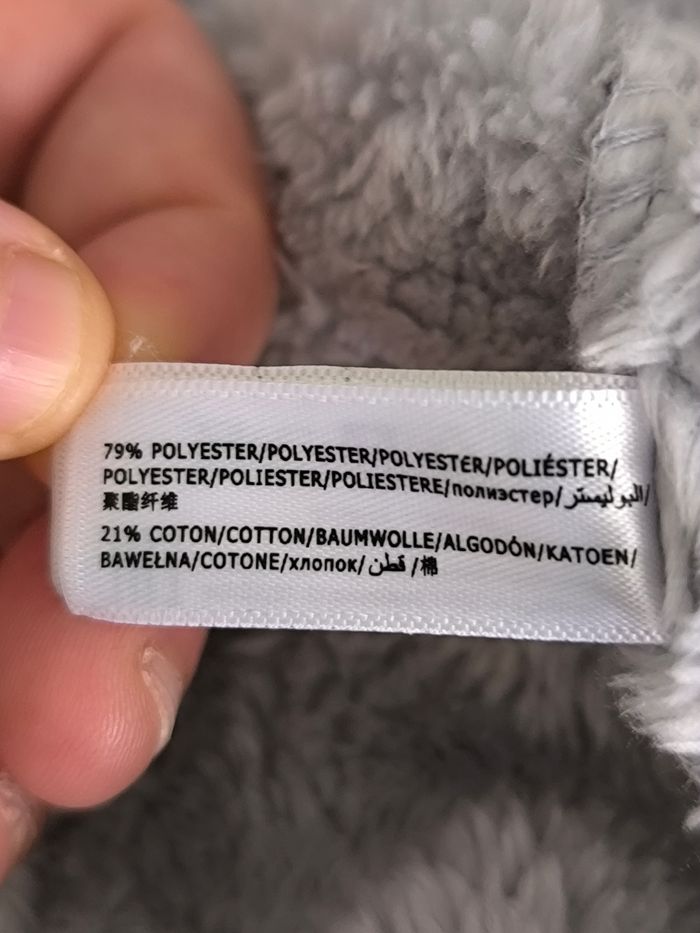 79% POLYESTER/POLYESTER/POLYESTER/POLIÉSTER/
POLYESTER/POLIESTER/POLIESTERE/полиэстер/البوليستر/
聚酯纤维
21% COTON/COTTON/BAUMWOLLE/ALGODÓN/KATOEN/
BAWEŁNA/COTONE/хлопок/قطن/棉